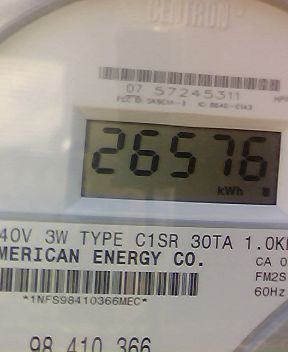 CENTRON
07 57245311
26576
kWh
40V 3W TYPE C1SR 30TA 1.0K
MERICAN ENERGY CO.
CA 0
FM2S
60Hz
*1NFS98410366MEC*
98 410 366